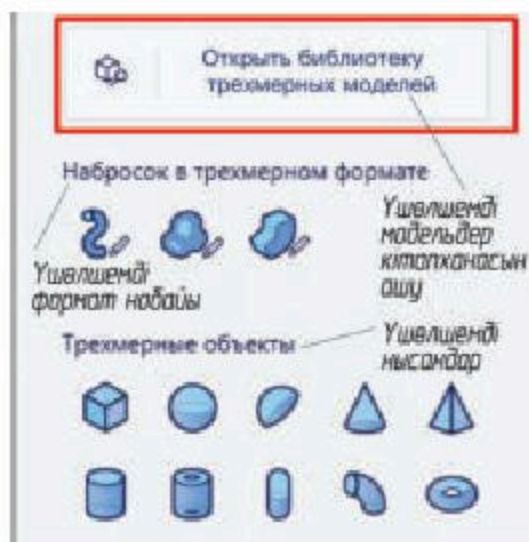 Открыть библиотеку
трехмерных моделей
Набросок в трехмерном формате
Үшөлшемді
модельдер
кітапханасын
ашу
Үшөлшемді
формат нобайы
Трехмерные объекты
Үшөлшемді
нысандар